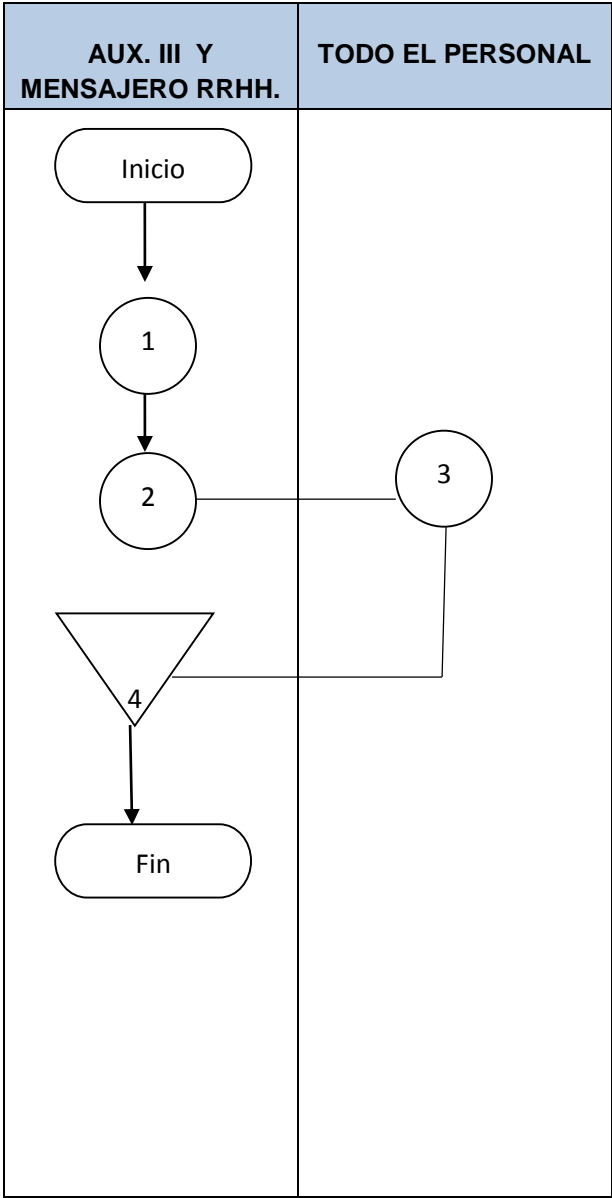 AUX. III Y
MENSAJERO RRHH.
TODO EL PERSONAL
Inicio
1
2
3
4
Fin